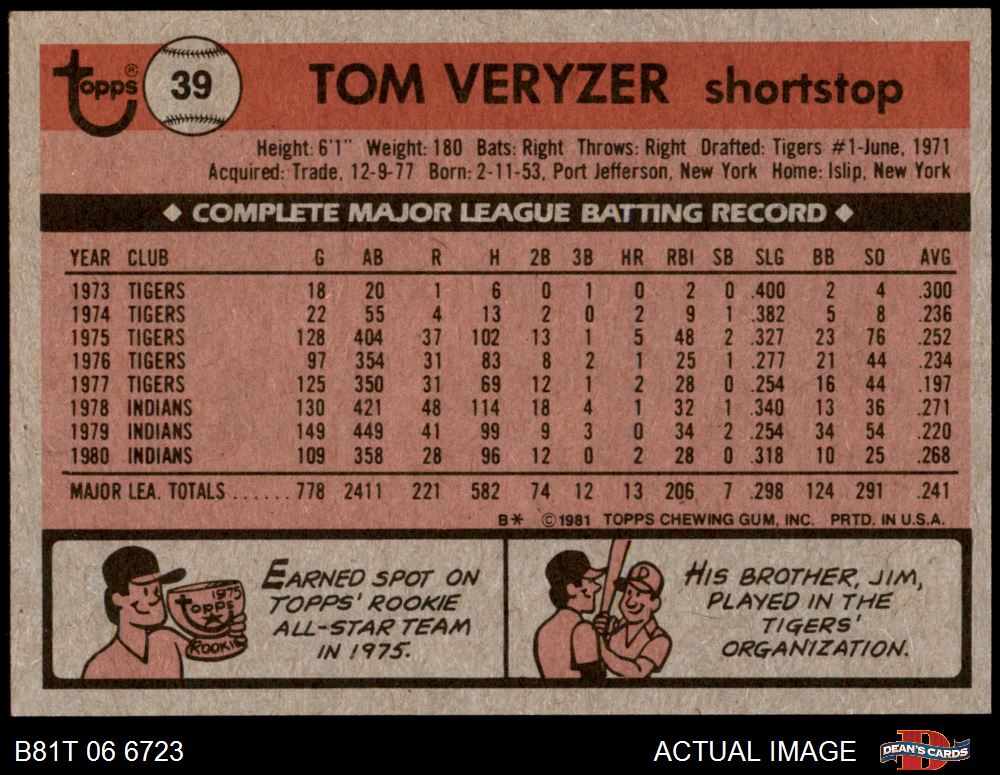 topps® 39 TOM VERYZER shortstop
Height: 6'1" Weight: 180 Bats: Right Throws: Right Drafted: Tigers #1-June, 1971
Acquired: Trade, 12-9-77 Born: 2-11-53, Port Jefferson, New York Home: Islip, New York
◆ COMPLETE MAJOR LEAGUE BATTING RECORD ◆
YEAR CLUB G AB R H 2B 3B HR RBI SB SLG BB SO AVG
1973 TIGERS 18 20 1 6 0 1 0 2 0 .400 2 4 .300
1974 TIGERS 22 55 4 13 2 0 2 9 1 .382 5 8 .236
1975 TIGERS 128 404 37 102 13 1 5 48 2 .327 23 76 .252
1976 TIGERS 97 354 31 83 8 2 1 25 1 .277 21 44 .234
1977 TIGERS 125 350 31 69 12 1 2 28 0 .254 16 44 .197
1978 INDIANS 130 421 48 114 18 4 1 32 1 .340 13 36 .271
1979 INDIANS 149 449 41 99 9 3 0 34 2 .254 34 54 .220
1980 INDIANS 109 358 28 96 12 0 2 28 0 .318 10 25 .268
MAJOR LEA. TOTALS ...... 778 2411 221 582 74 12 13 206 7 .298 124 291 .241
B* ©1981 TOPPS CHEWING GUM, INC. PRTD. IN U.S.A.
1975
topps
ROOKIE
EARNED SPOT ON
TOPPS' ROOKIE
ALL-STAR TEAM
IN 1975.
HIS BROTHER, JIM,
PLAYED IN THE
TIGERS'
ORGANIZATION.
B81T 06 6723 ACTUAL IMAGE DEAN'S CARDS